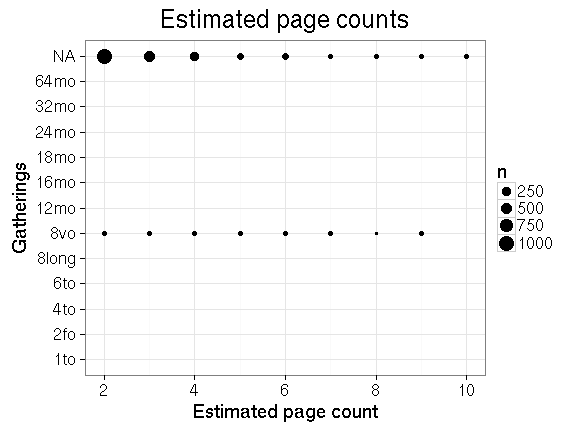 Estimated page counts
Gatherings
NA
64mo
32mo
24mo
18mo
16mo
12mo
8vo
8long
6to
4to
2fo
1to
2 4 6 8 10
Estimated page count
n
250
500
750
1000